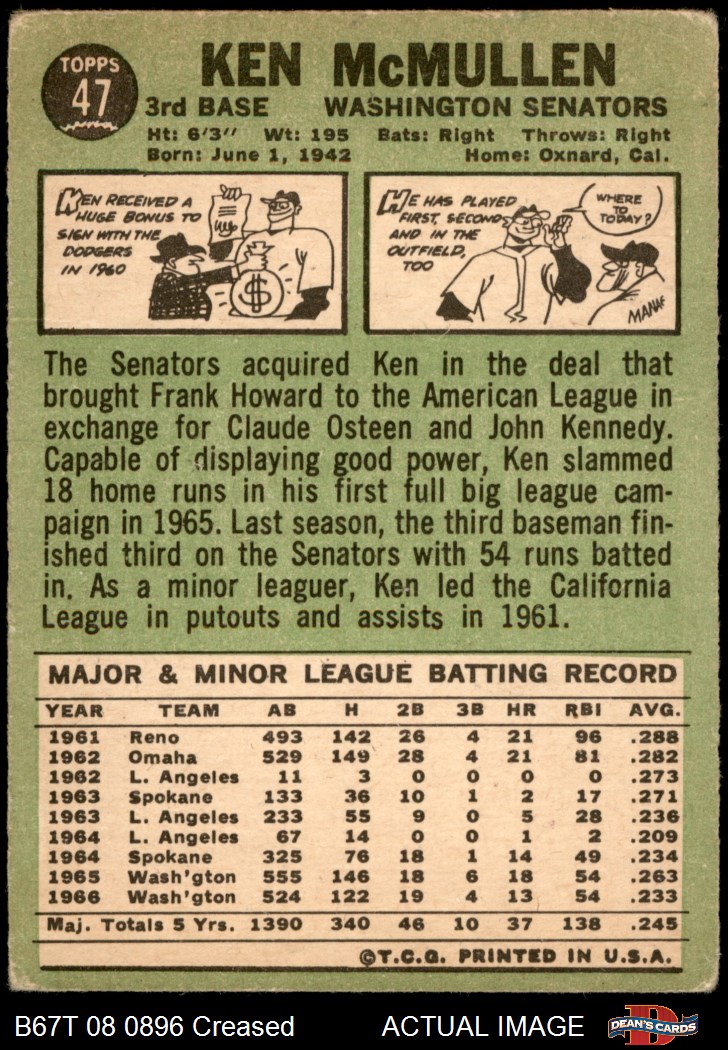 TOPPS
47
KEN McMULLEN
3rd BASE WASHINGTON SENATORS
Ht: 6'3" Wt: 195 Bats: Right Throws: Right
Born: June 1, 1942 Home: Oxnard, Cal.
KEN RECEIVED A
HUGE BONUS TO
SIGN WITH THE
DODGERS
IN 1960
$
HE HAS PLAYED
FIRST, SECOND
AND IN THE
OUTFIELD,
TOO
WHERE
TO
TODAY?
The Senators acquired Ken in the deal that
brought Frank Howard to the American League in
exchange for Claude Osteen and John Kennedy.
Capable of displaying good power, Ken slammed
18 home runs in his first full big league cam-
paign in 1965. Last season, the third baseman fin-
ished third on the Senators with 54 runs batted
in. As a minor leaguer, Ken led the California
League in putouts and assists in 1961.
MAJOR & MINOR LEAGUE BATTING RECORD
YEAR TEAM AB H 2B 3B HR RBI AVG.
1961 Reno 493 142 26 4 21 96 .288
1962 Omaha 529 149 28 4 21 81 .282
1962 L. Angeles 11 3 0 0 0 0 .273
1963 Spokane 133 36 10 1 2 17 .271
1963 L. Angeles 233 55 9 0 5 28 .236
1964 L. Angeles 67 14 0 0 1 2 .209
1964 Spokane 325 76 18 1 14 49 .234
1965 Wash'gton 555 146 18 6 18 54 .263
1966 Wash'gton 524 122 19 4 13 54 .233
Maj. Totals 5 Yrs. 1390 340 46 10 37 138 .245
©T.C.G. PRINTED IN U.S.A.
B67T 08 0896 Creased ACTUAL IMAGE
DEAN'S CARDS